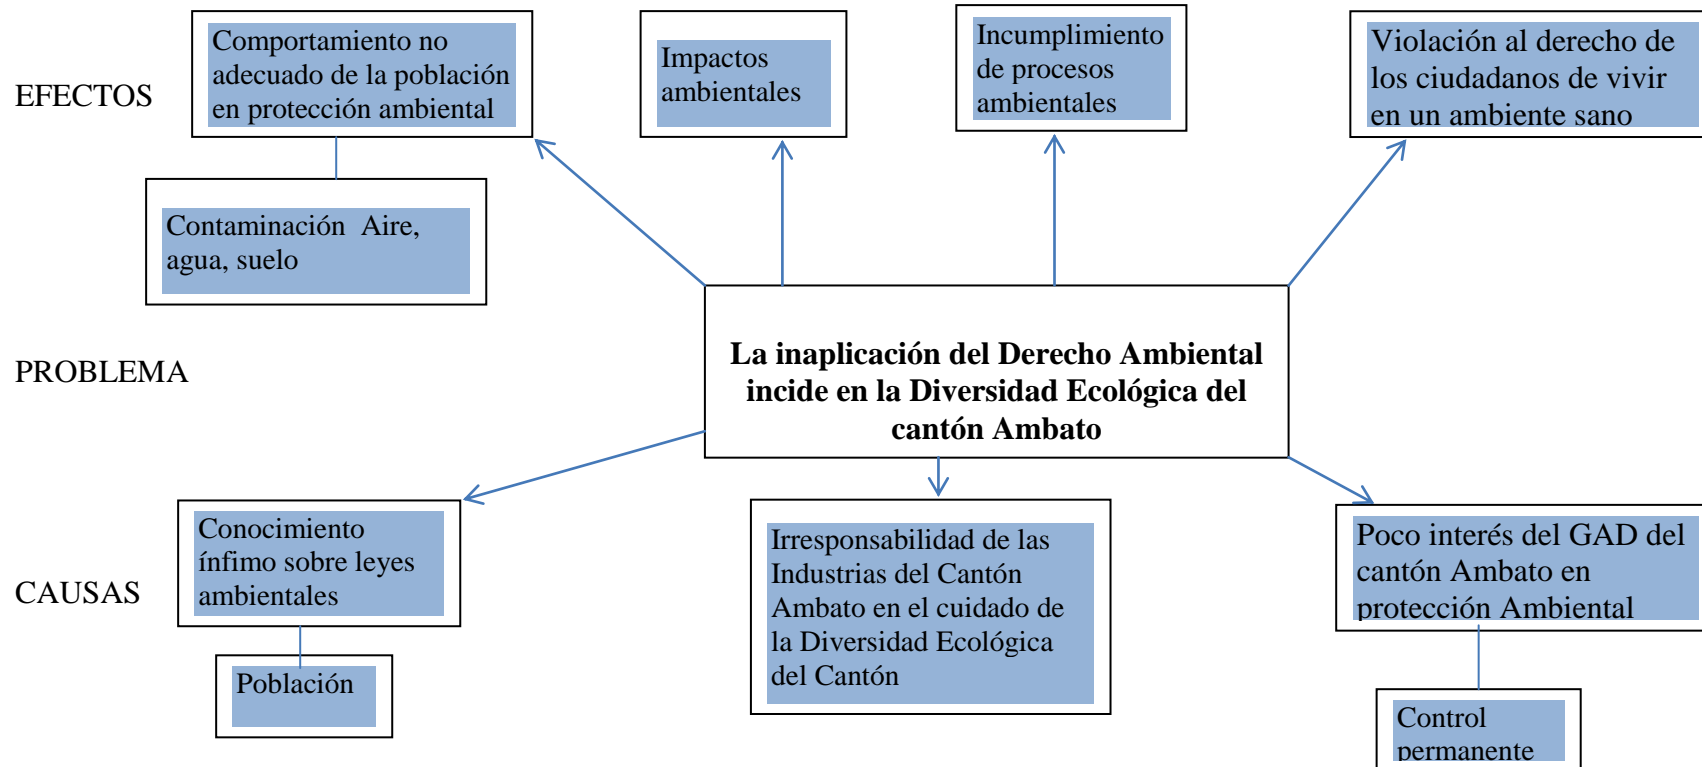 EFECTOS
Comportamiento no
adecuado de la población
en protección ambiental
Impactos
ambientales
Incumplimiento
de procesos
ambientales
Violación al derecho de
los ciudadanos de vivir
en un ambiente sano
Contaminación  Aire,
agua, suelo
PROBLEMA
La inaplicación del Derecho Ambiental
incide en la Diversidad Ecológica del
cantón Ambato
CAUSAS
Conocimiento
ínfimo sobre leyes
ambientales
Población
Irresponsabilidad de las
Industrias del Cantón
Ambato en el cuidado de
la Diversidad Ecológica
del Cantón
Poco interés del GAD del
cantón Ambato en
protección Ambiental
Control
permanente